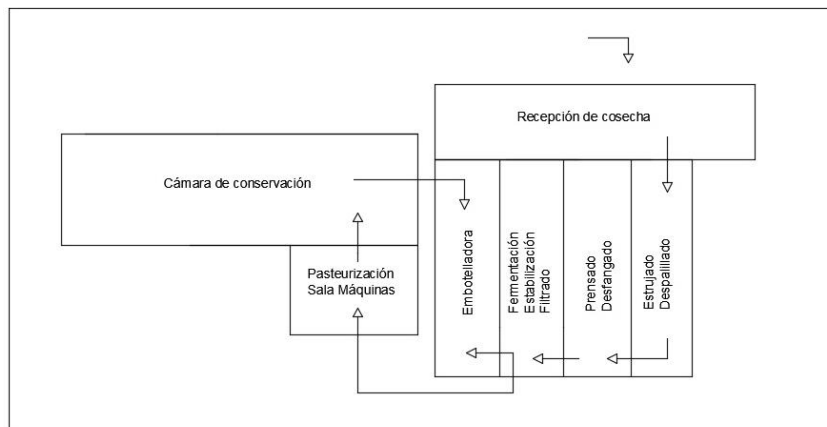 Recepción de cosecha
Cámara de conservación
Pasteurización
Sala Máquinas
Embotelladora
Fermentación
Estabilización
Filtrado
Prensado
Desfangado
Estrujado
Despalillado